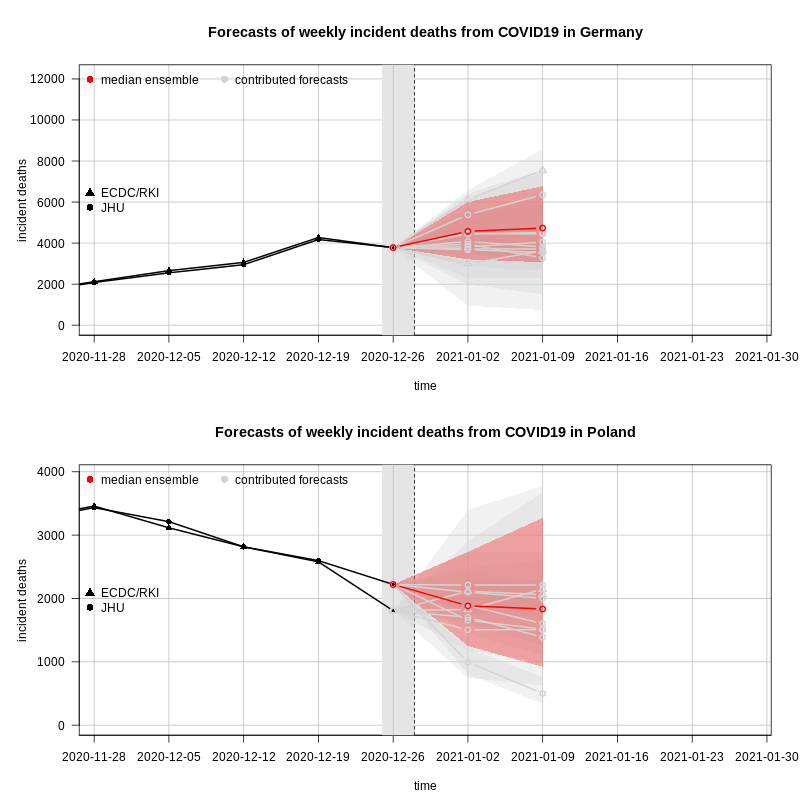 Forecasts of weekly incident deaths from COVID19 in Germany
12000
10000
8000
6000
4000
2000
0
incident deaths
median ensemble
contributed forecasts
ECDC/RKI
JHU
2020-11-28 2020-12-05 2020-12-12 2020-12-19 2020-12-26 2021-01-02 2021-01-09 2021-01-16 2021-01-23 2021-01-30
time
Forecasts of weekly incident deaths from COVID19 in Poland
4000
3000
2000
1000
0
incident deaths
median ensemble
contributed forecasts
ECDC/RKI
JHU
2020-11-28 2020-12-05 2020-12-12 2020-12-19 2020-12-26 2021-01-02 2021-01-09 2021-01-16 2021-01-23 2021-01-30
time